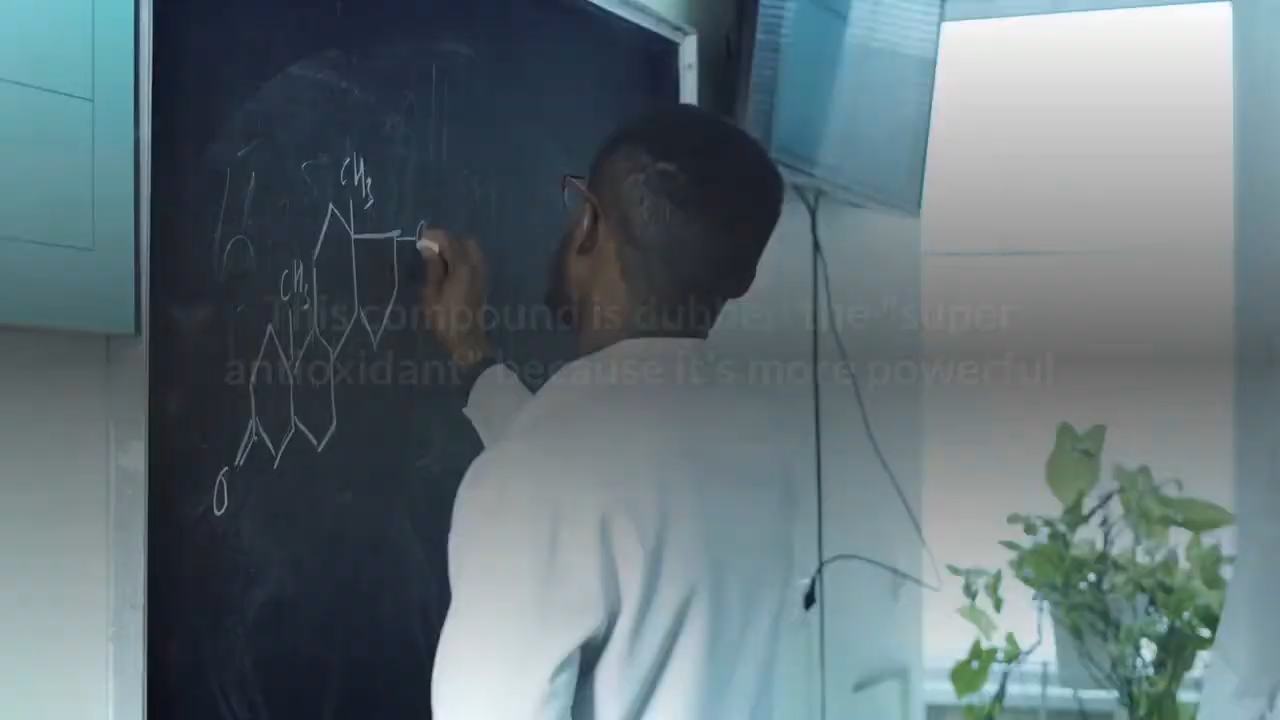 CH3
CH3
This compound is dubbed the "super
antioxidant" because it's more powerful
O